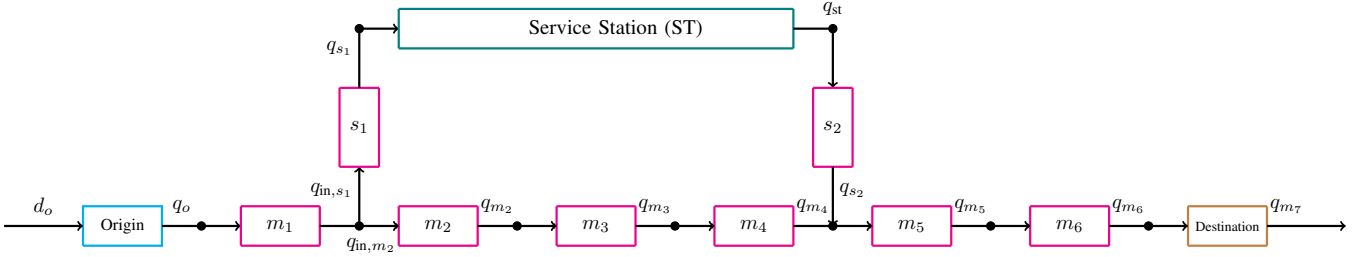 Service Station (ST)
q_st
q_{s_1}
s_1
s_2
q_{in,s_1}
q_{s_2}
d_o
Origin
q_o
m_1
q_{in,m_2}
m_2
q_{m_2}
m_3
q_{m_3}
m_4
q_{m_4}
m_5
q_{m_5}
m_6
q_{m_6}
Destination
q_{m_7}